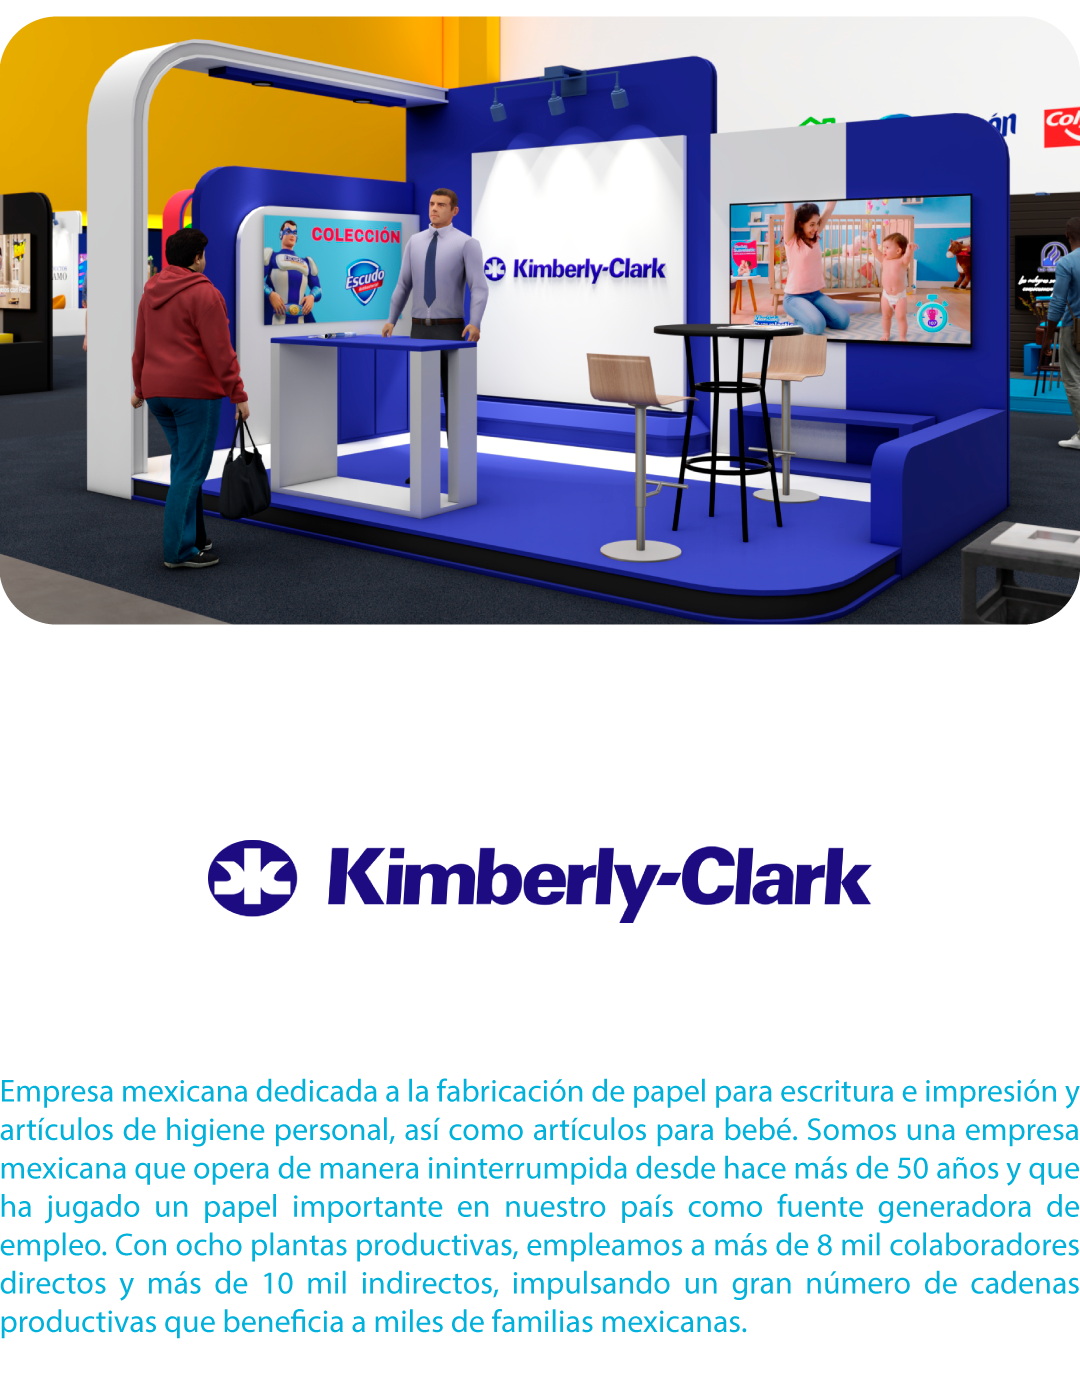 COLECCIÓN
Escudo
Kimberly-Clark
Col
Kimberly-Clark
Empresa mexicana dedicada a la fabricación de papel para escritura e impresión y
artículos de higiene personal, así como artículos para bebé. Somos una empresa
mexicana que opera de manera ininterrumpida desde hace más de 50 años y que
ha jugado un papel importante en nuestro país como fuente generadora de
empleo. Con ocho plantas productivas, empleamos a más de 8 mil colaboradores
directos y más de 10 mil indirectos, impulsando un gran número de cadenas
productivas que beneficia a miles de familias mexicanas.